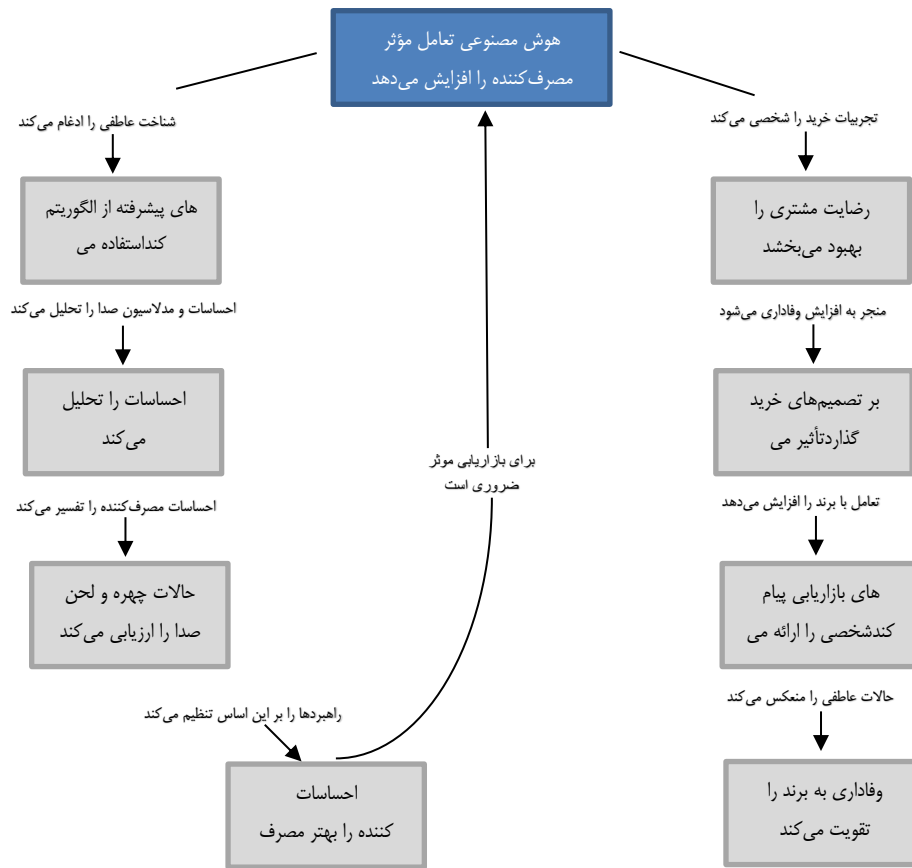 هوش مصنوعی تعامل مؤثر
مصرف‌کننده را افزایش می‌دهد
تجربیات خرید را شخصی می‌کند
رضایت مشتری را
بهبود می‌بخشد
منجر به افزایش وفاداری می‌شود
بر تصمیم‌های خرید
گذاردتأثیر می
تعامل با برند را افزایش می‌دهد
های بازاریابی پیام
کندشخصی را ارائه می
حالات عاطفی را منعکس می‌کند
وفاداری به برند را
تقویت می‌کند
شناخت عاطفی را ادغام می‌کند
های پیشرفته از الگوریتم
کنداستفاده می
احساسات و مدلاسیون صدا را تحلیل می‌کند
احساسات را تحلیل
می‌کند
احساسات مصرف‌کننده را تفسیر می‌کند
حالات چهره و لحن
صدا را ارزیابی می‌کند
راهبردها را بر این اساس تنظیم می‌کند
احساسات
کننده را بهتر مصرف
برای بازاریابی موثر
ضروری است